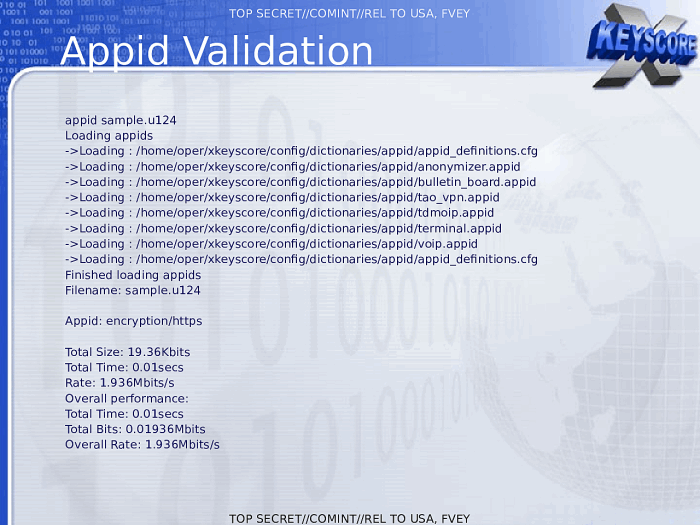 TOP SECRET//COMINT//REL TO USA, FVEY
Appid Validation
KEYSCORE
appid sample.u124
Loading appids
->Loading : /home/oper/xkeyscore/config/dictionaries/appid/appid_definitions.cfg
->Loading : /home/oper/xkeyscore/config/dictionaries/appid/anonymizer.appid
->Loading : /home/oper/xkeyscore/config/dictionaries/appid/bulletin_board.appid
->Loading : /home/oper/xkeyscore/config/dictionaries/appid/tao_vpn.appid
->Loading : /home/oper/xkeyscore/config/dictionaries/appid/tdmoip.appid
->Loading : /home/oper/xkeyscore/config/dictionaries/appid/terminal.appid
->Loading : /home/oper/xkeyscore/config/dictionaries/appid/voip.appid
->Loading : /home/oper/xkeyscore/config/dictionaries/appid/appid_definitions.cfg
Finished loading appids
Filename: sample.u124
Appid: encryption/https
Total Size: 19.36Kbits
Total Time: 0.01secs
Rate: 1.936Mbits/s
Overall performance:
Total Time: 0.01secs
Total Bits: 0.01936Mbits
Overall Rate: 1.936Mbits/s
TOP SECRET//COMINT//REL TO USA, FVEY